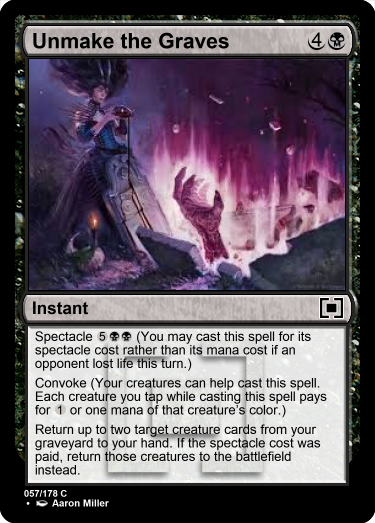 Unmake the Graves 4
Instant
Spectacle 5 (You may cast this spell for its
spectacle cost rather than its mana cost if an
opponent lost life this turn.)
Convoke (Your creatures can help cast this spell.
Each creature you tap while casting this spell pays
for 1 or one mana of that creature's color.)
Return up to two target creature cards from your
graveyard to your hand. If the spectacle cost was
paid, return those creatures to the battlefield
instead.
057/178 C
• Aaron Miller